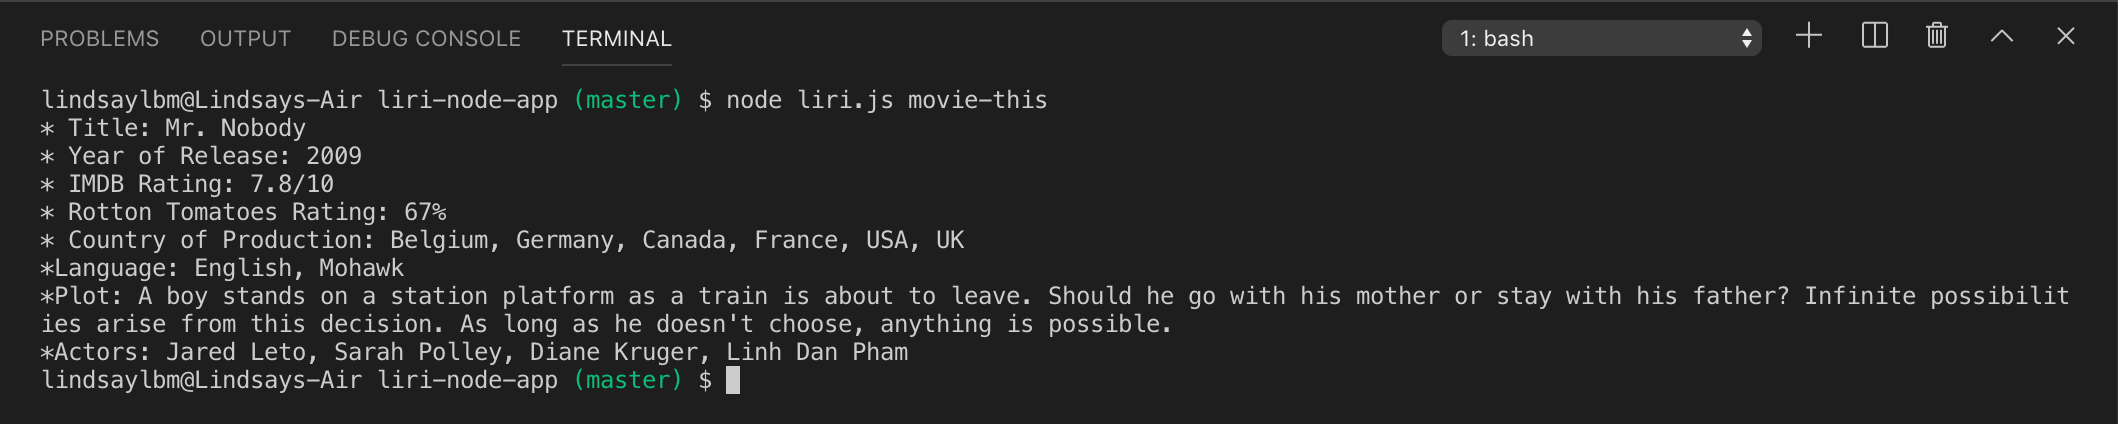 PROBLEMS OUTPUT DEBUG CONSOLE TERMINAL 1: bash
lindsaylbm@Lindsays-Air liri-node-app (master) $ node liri.js movie-this
* Title: Mr. Nobody
* Year of Release: 2009
* IMDB Rating: 7.8/10
* Rotton Tomatoes Rating: 67%
* Country of Production: Belgium, Germany, Canada, France, USA, UK
*Language: English, Mohawk
*Plot: A boy stands on a station platform as a train is about to leave. Should he go with his mother or stay with his father? Infinite possibilit
ies arise from this decision. As long as he doesn't choose, anything is possible.
*Actors: Jared Leto, Sarah Polley, Diane Kruger, Linh Dan Pham
lindsaylbm@Lindsays-Air liri-node-app (master) $